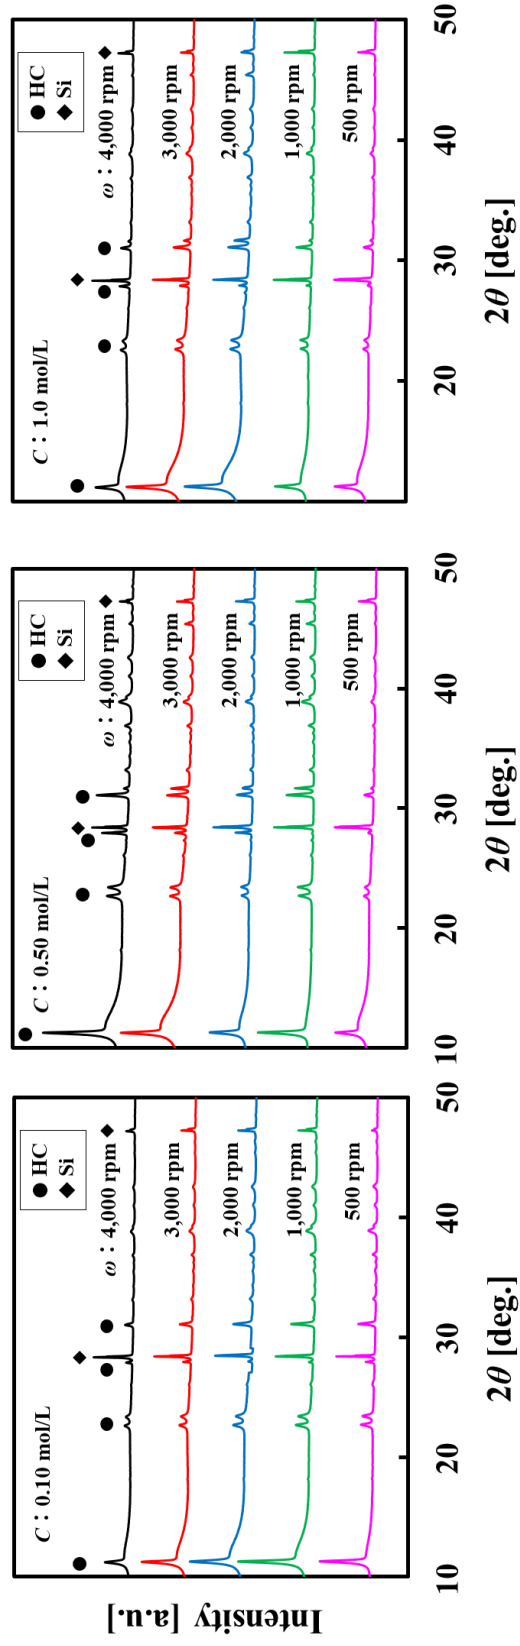 Intensity [a.u.]
C : 0.10 mol/L
● HC
◆ Si
ω : 4,000 rpm
3,000 rpm
2,000 rpm
1,000 rpm
500 rpm
10 20 30 40 50
2θ [deg.]
C : 0.50 mol/L
● HC
◆ Si
ω : 4,000 rpm
3,000 rpm
2,000 rpm
1,000 rpm
500 rpm
10 20 30 40 50
2θ [deg.]
C : 1.0 mol/L
● HC
◆ Si
ω : 4,000 rpm
3,000 rpm
2,000 rpm
1,000 rpm
500 rpm
20 30 40 50
2θ [deg.]